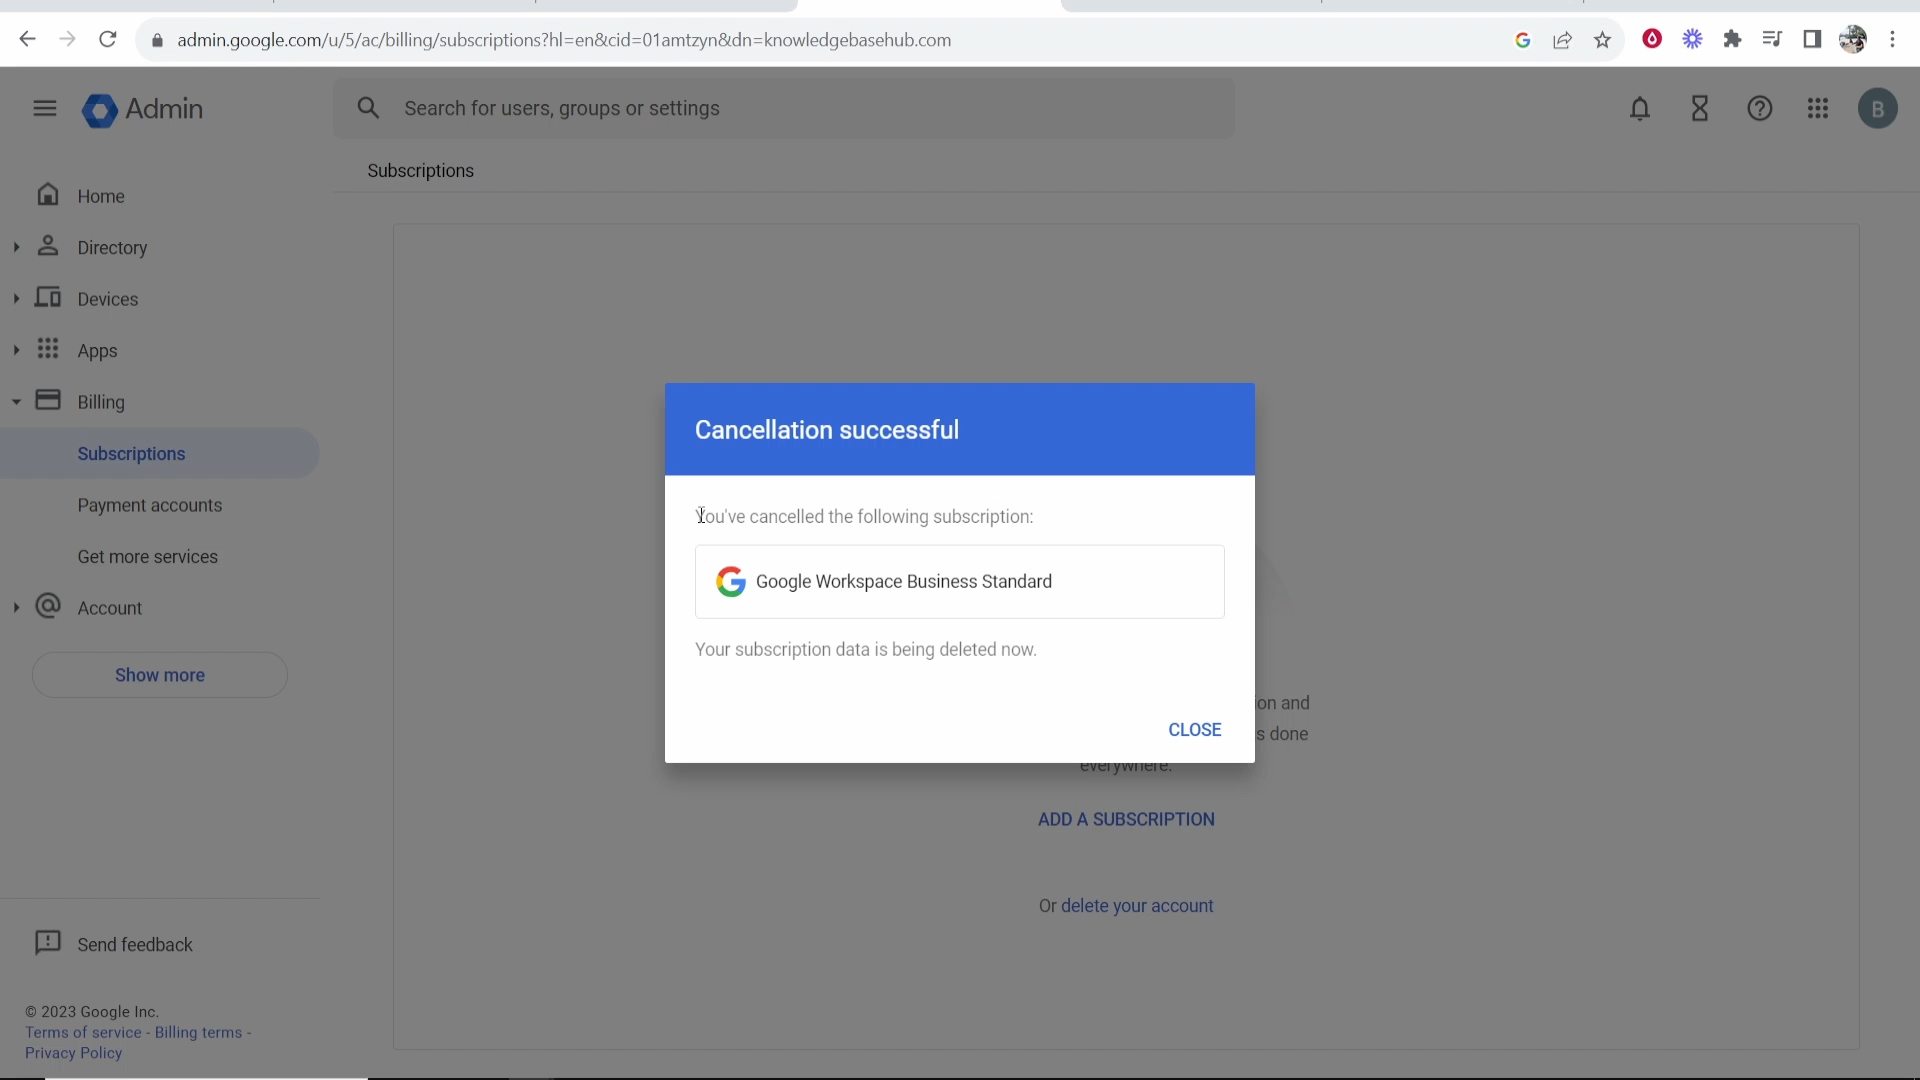 admin.google.com/u/5/ac/billing/subscriptions?hl=en&cid=01amtzyn&dn=knowledgebasehub.com
Admin
Search for users, groups or settings
B
Subscriptions
Home
Directory
Devices
Apps
Billing
Subscriptions
Payment accounts
Get more services
Account
Show more
Cancellation successful
You've cancelled the following subscription:
Google Workspace Business Standard
Your subscription data is being deleted now.
CLOSE
and
done
everywhere.
ADD A SUBSCRIPTION
Or delete your account
Send feedback
© 2023 Google Inc.
Terms of service - Billing terms -
Privacy Policy